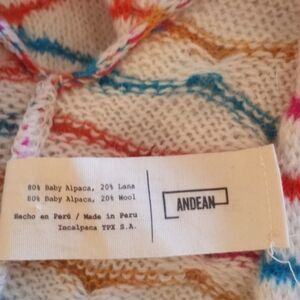 80% Baby Alpaca, 20% Lana
80% Baby Alpaca, 20% Wool
Hecho en Perú / Made in Peru
Incalpaca TPX S.A.
ANDEAN